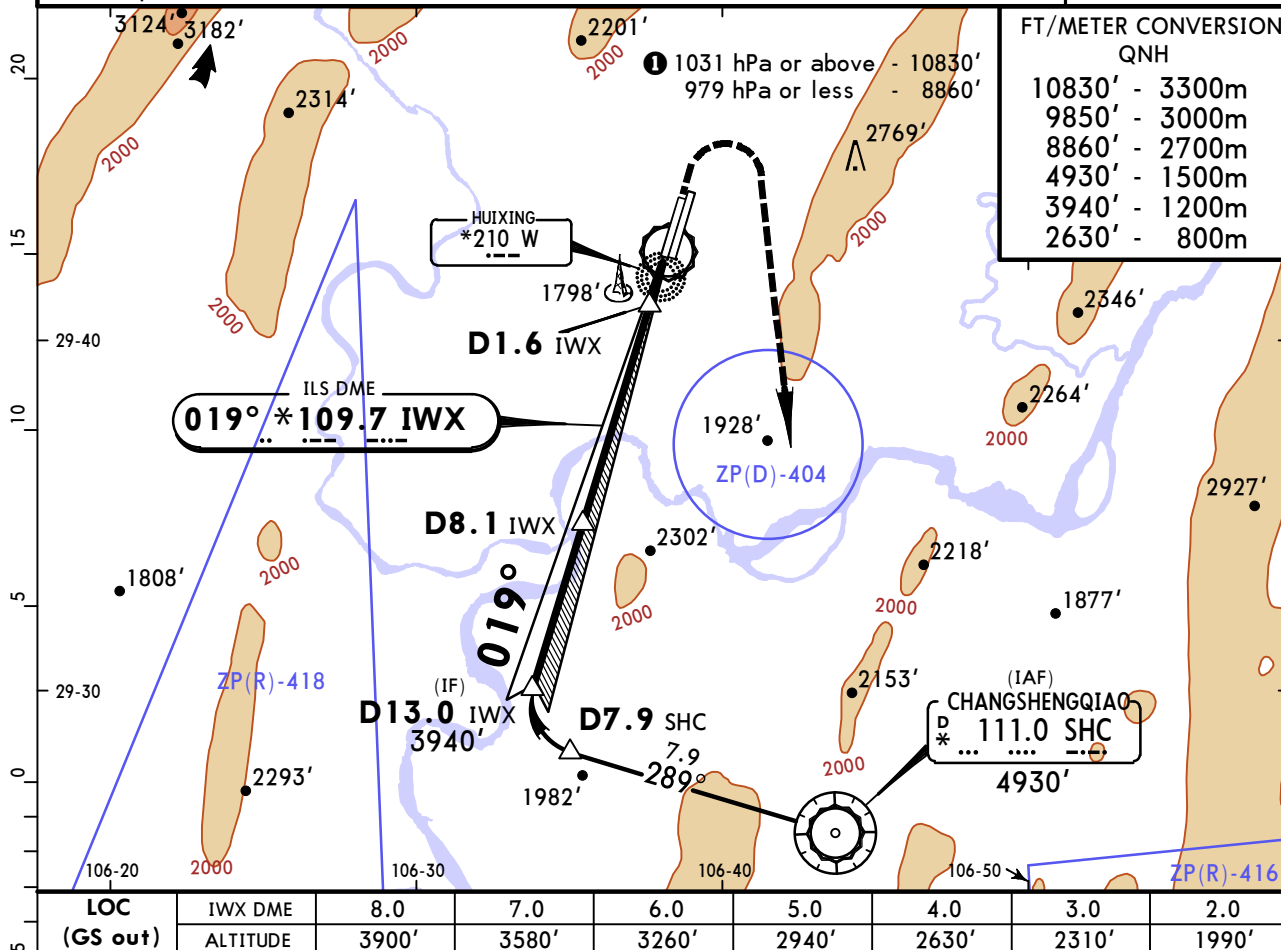 3124'
3182'
2201'
2000
❶ 1031 hPa or above - 10830'
979 hPa or less - 8860'
FT/METER CONVERSION
QNH
10830' - 3300m
9850' - 3000m
8860' - 2700m
4930' - 1500m
3940' - 1200m
2630' - 800m
20
2314'
2000
2000
2769'
2000
HUIXING
*210 W
15
1798'
2346'
29-40
D1.6 IWX
2264'
2000
ILS DME
019° *109.7 IWX
10
1928'
ZP(D)-404
2927'
D8.1 IWX
2302'
2218'
2000
2000
1808'
2000
1877'
5
019°
2153'
2000
ZP(R)-418
29-30
(IF)
D13.0 IWX
3940'
D7.9 SHC
7.9
289°
(IAF)
CHANGSHENGQIAO
D
* 111.0 SHC
4930'
0
2293'
1982'
2000
106-20
106-30
106-40
106-50
ZP(R)-416
LOC
(GS out)
IWX DME 8.0 7.0 6.0 5.0 4.0 3.0 2.0
ALTITUDE 3900' 3580' 3260' 2940' 2630' 2310' 1990'
5